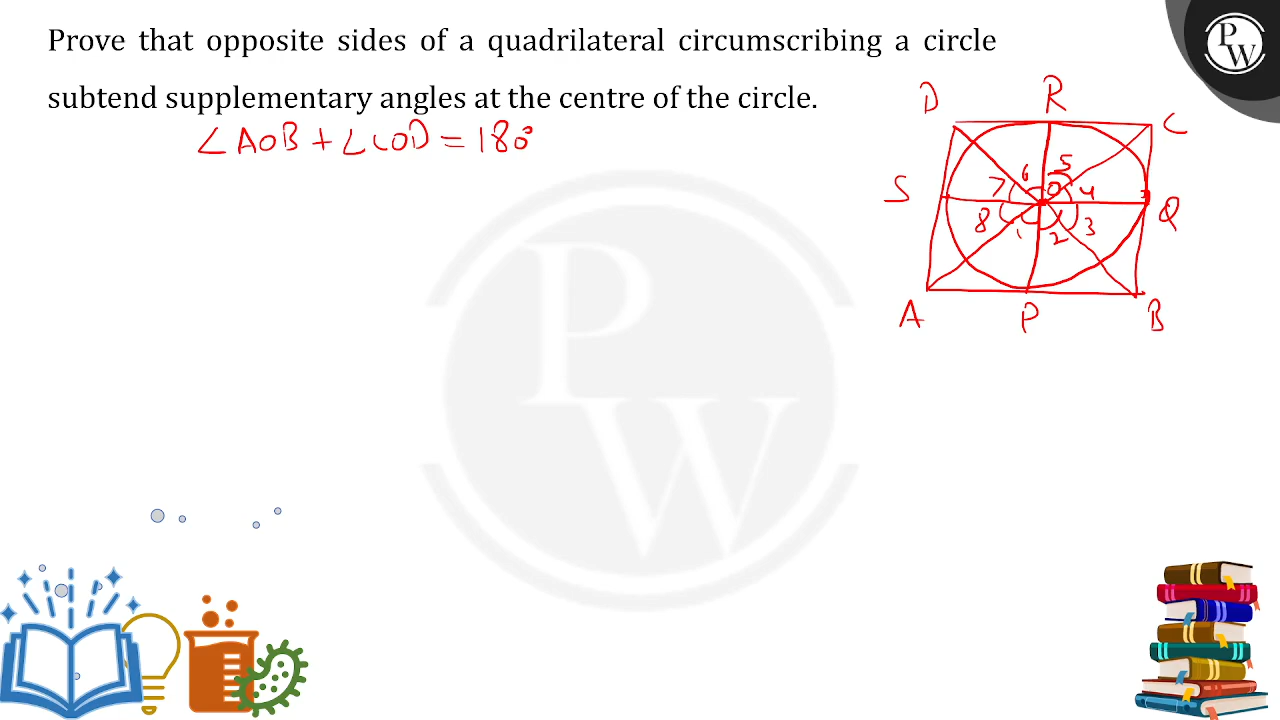 Prove that opposite sides of a quadrilateral circumscribing a circle
subtend supplementary angles at the centre of the circle.
∠AOB + ∠COD = 180°
D R C
S 7 6 5 O 4 Q
8 1 2 3
A P B
P
W
P
W